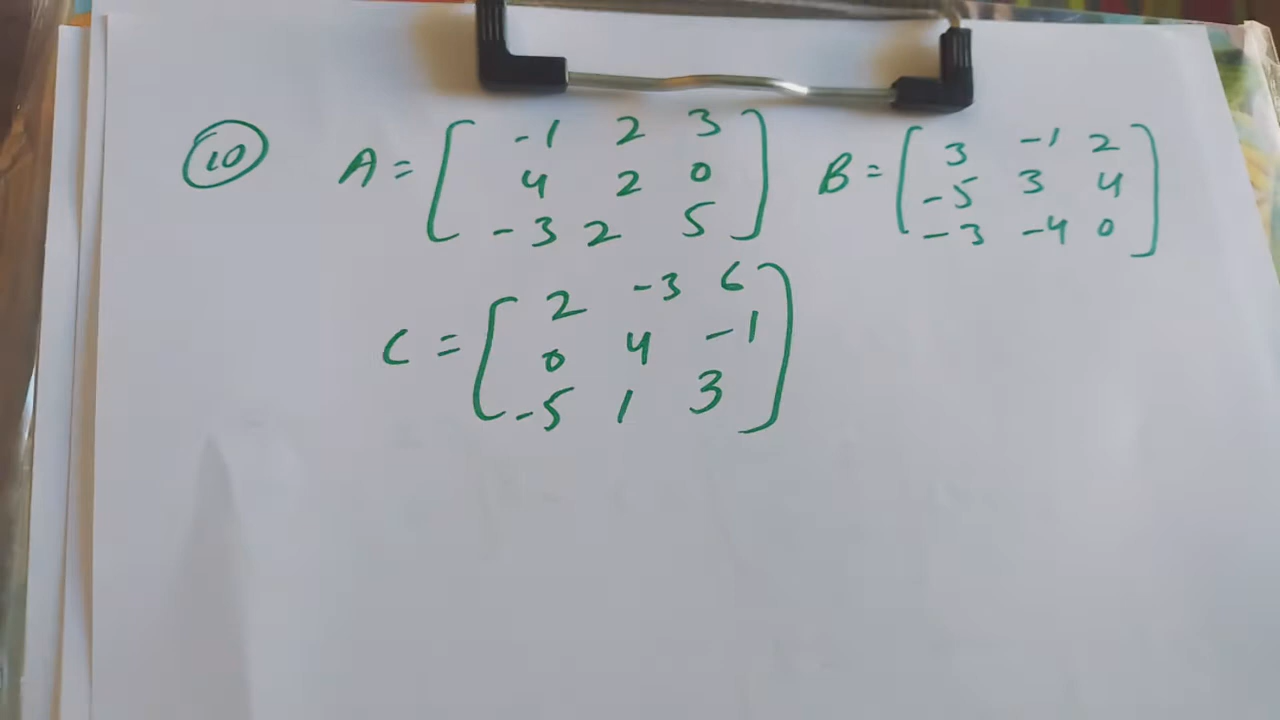 10 A = [ -1 2 3 B = [ 3 -1 2
4 2 0 -5 3 4
-3 2 5 ] -3 -4 0 ]
C = [ 2 -3 6
0 4 -1
-5 1 3 ]